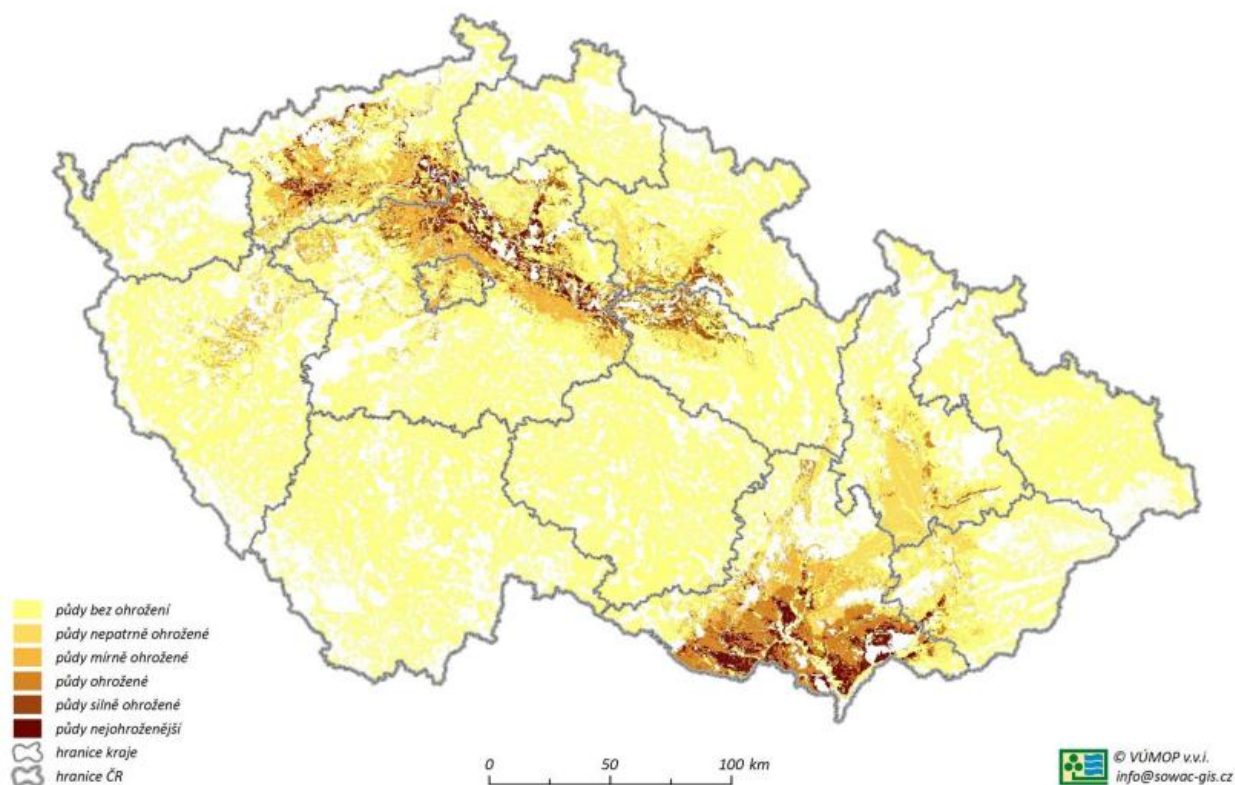 půdy bez ohrožení
půdy nepatrně ohrožené
půdy mírně ohrožené
půdy ohrožené
půdy silně ohrožené
půdy nejohroženější
hranice kraje
hranice ČR
0 50 100 km
© VÚMOP v.v.i.
info@sowac-gis.cz